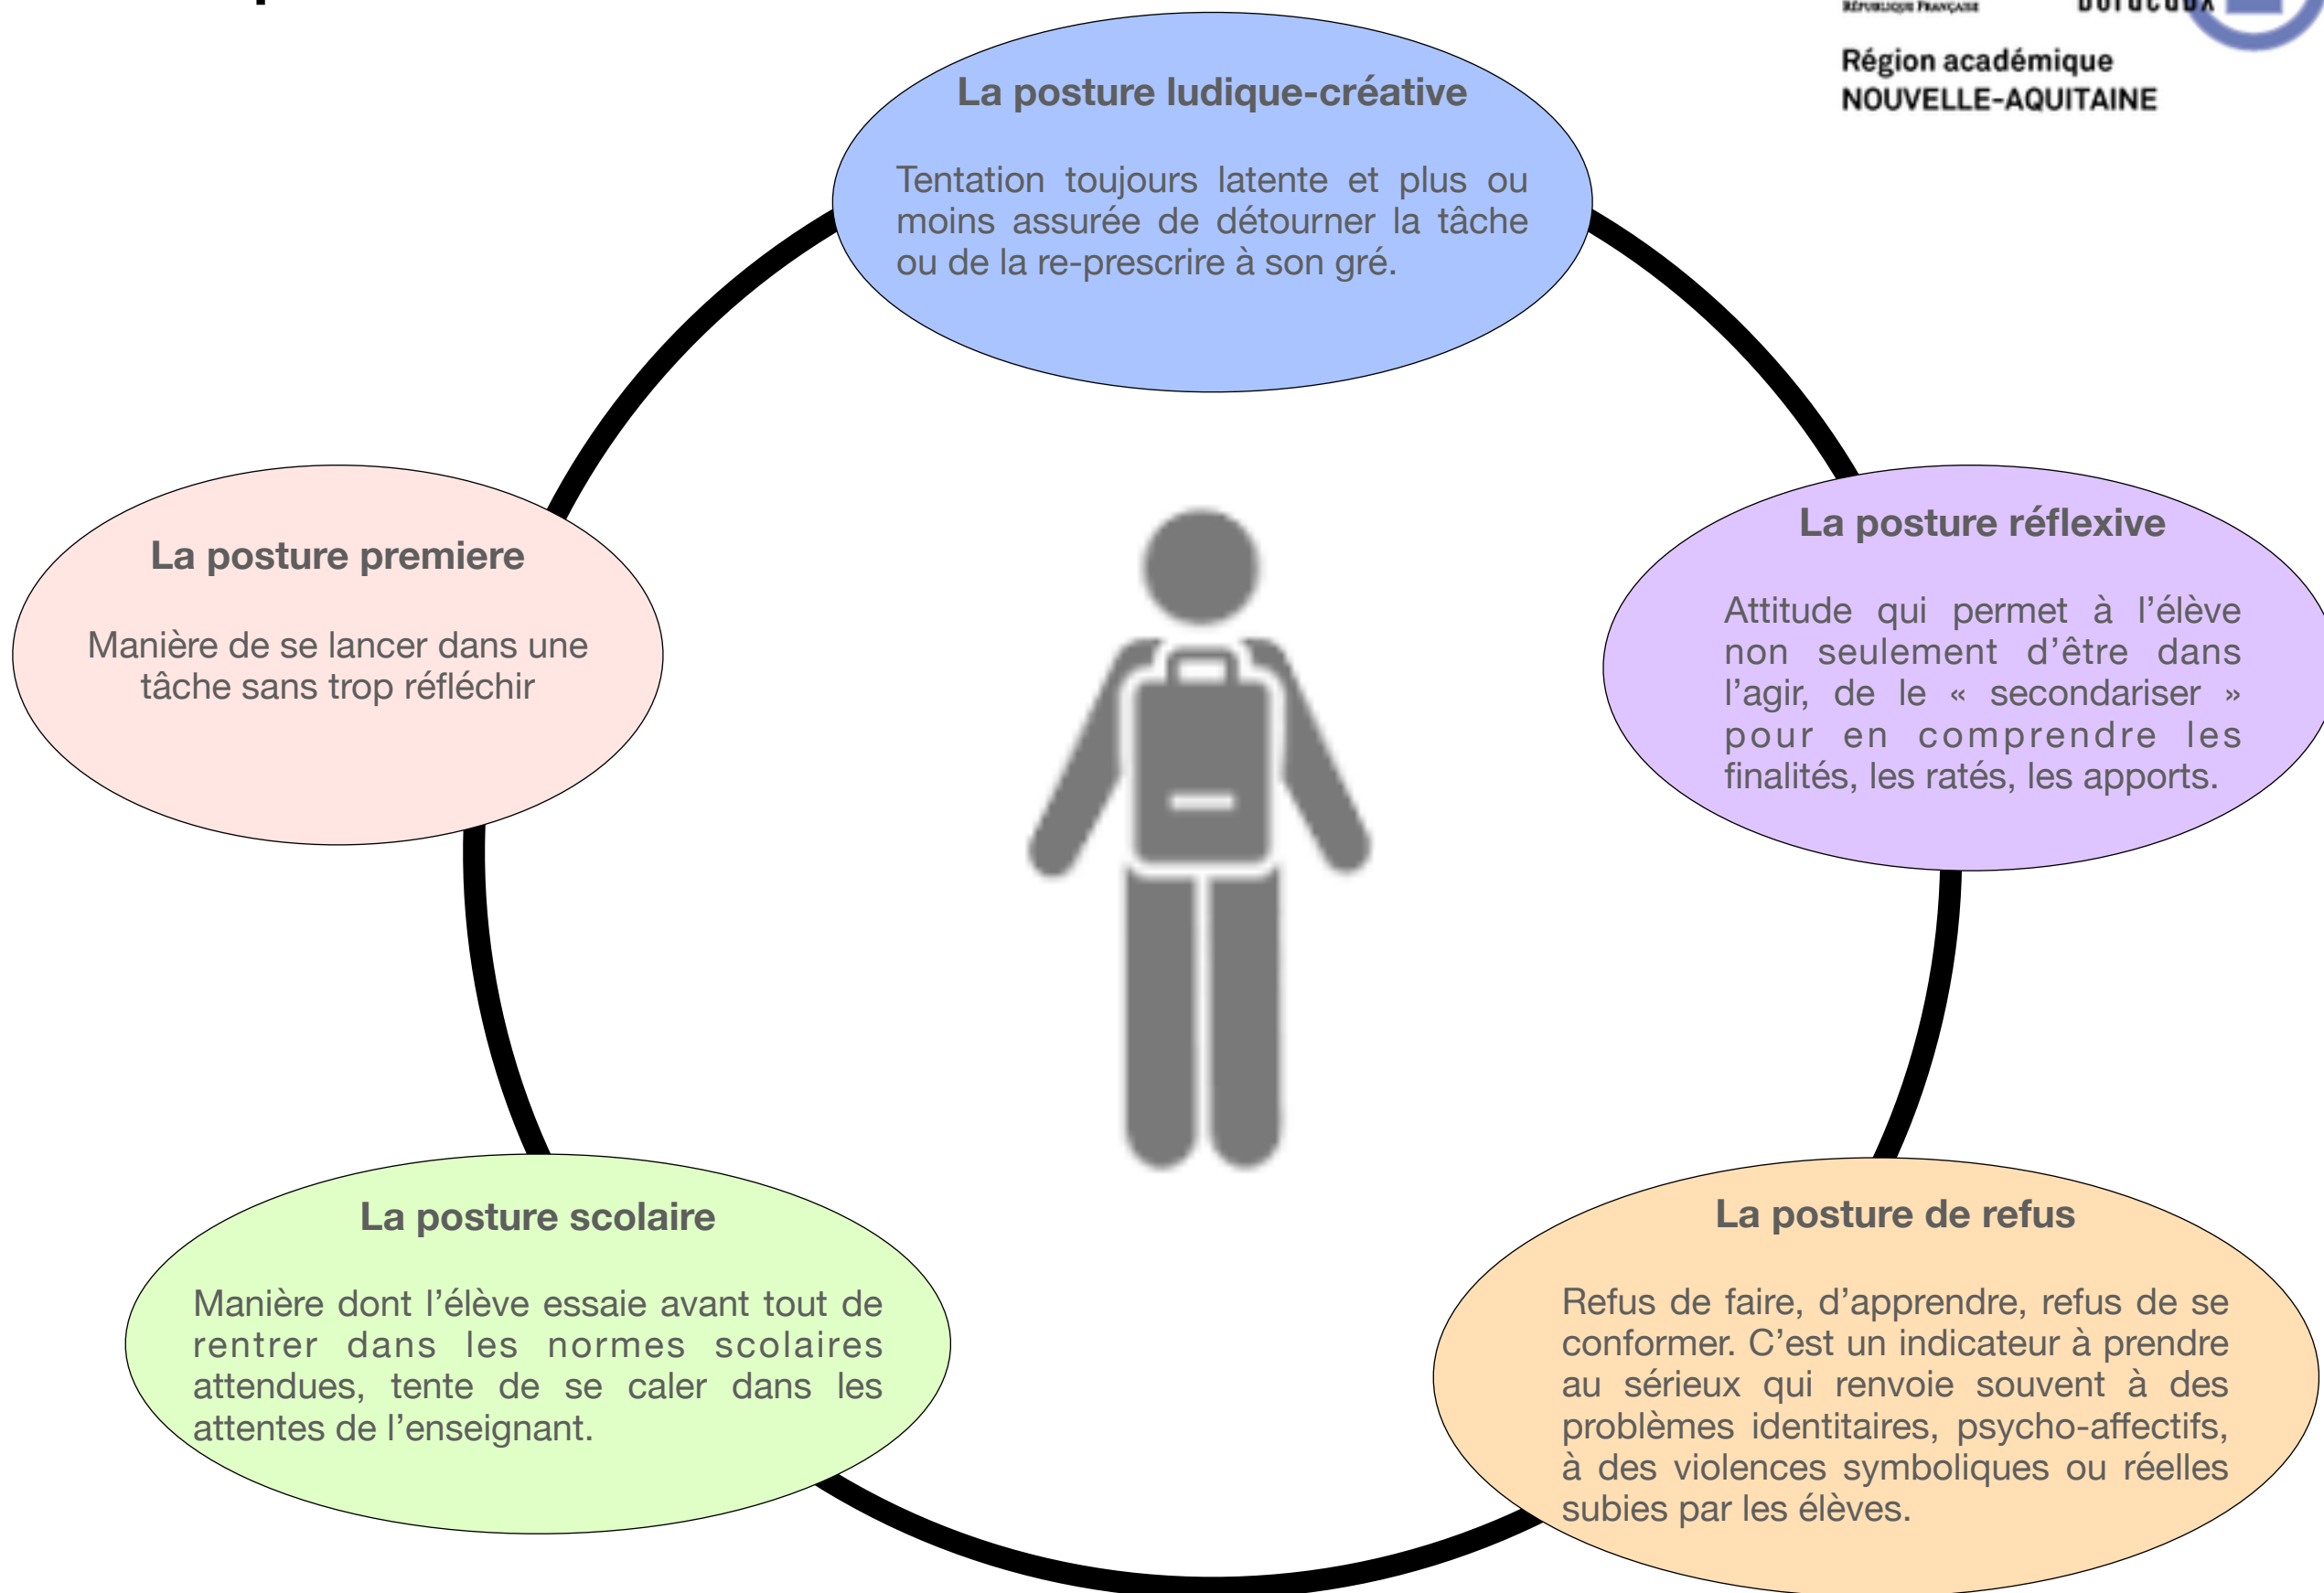 RÉPUBLIQUE FRANÇAISE
Région académique
NOUVELLE-AQUITAINE
La posture ludique-créative
Tentation toujours latente et plus ou
moins assurée de détourner la tâche
ou de la re-prescrire à son gré.
La posture premiere
Manière de se lancer dans une
tâche sans trop réfléchir
La posture réflexive
Attitude qui permet à l’élève
non seulement d’être dans
l’agir, de le « secondariser »
pour en comprendre les
finalités, les ratés, les apports.
La posture scolaire
Manière dont l’élève essaie avant tout de
rentrer dans les normes scolaires
attendues, tente de se caler dans les
attentes de l’enseignant.
La posture de refus
Refus de faire, d’apprendre, refus de se
conformer. C’est un indicateur à prendre
au sérieux qui renvoie souvent à des
problèmes identitaires, psycho-affectifs,
à des violences symboliques ou réelles
subies par les élèves.